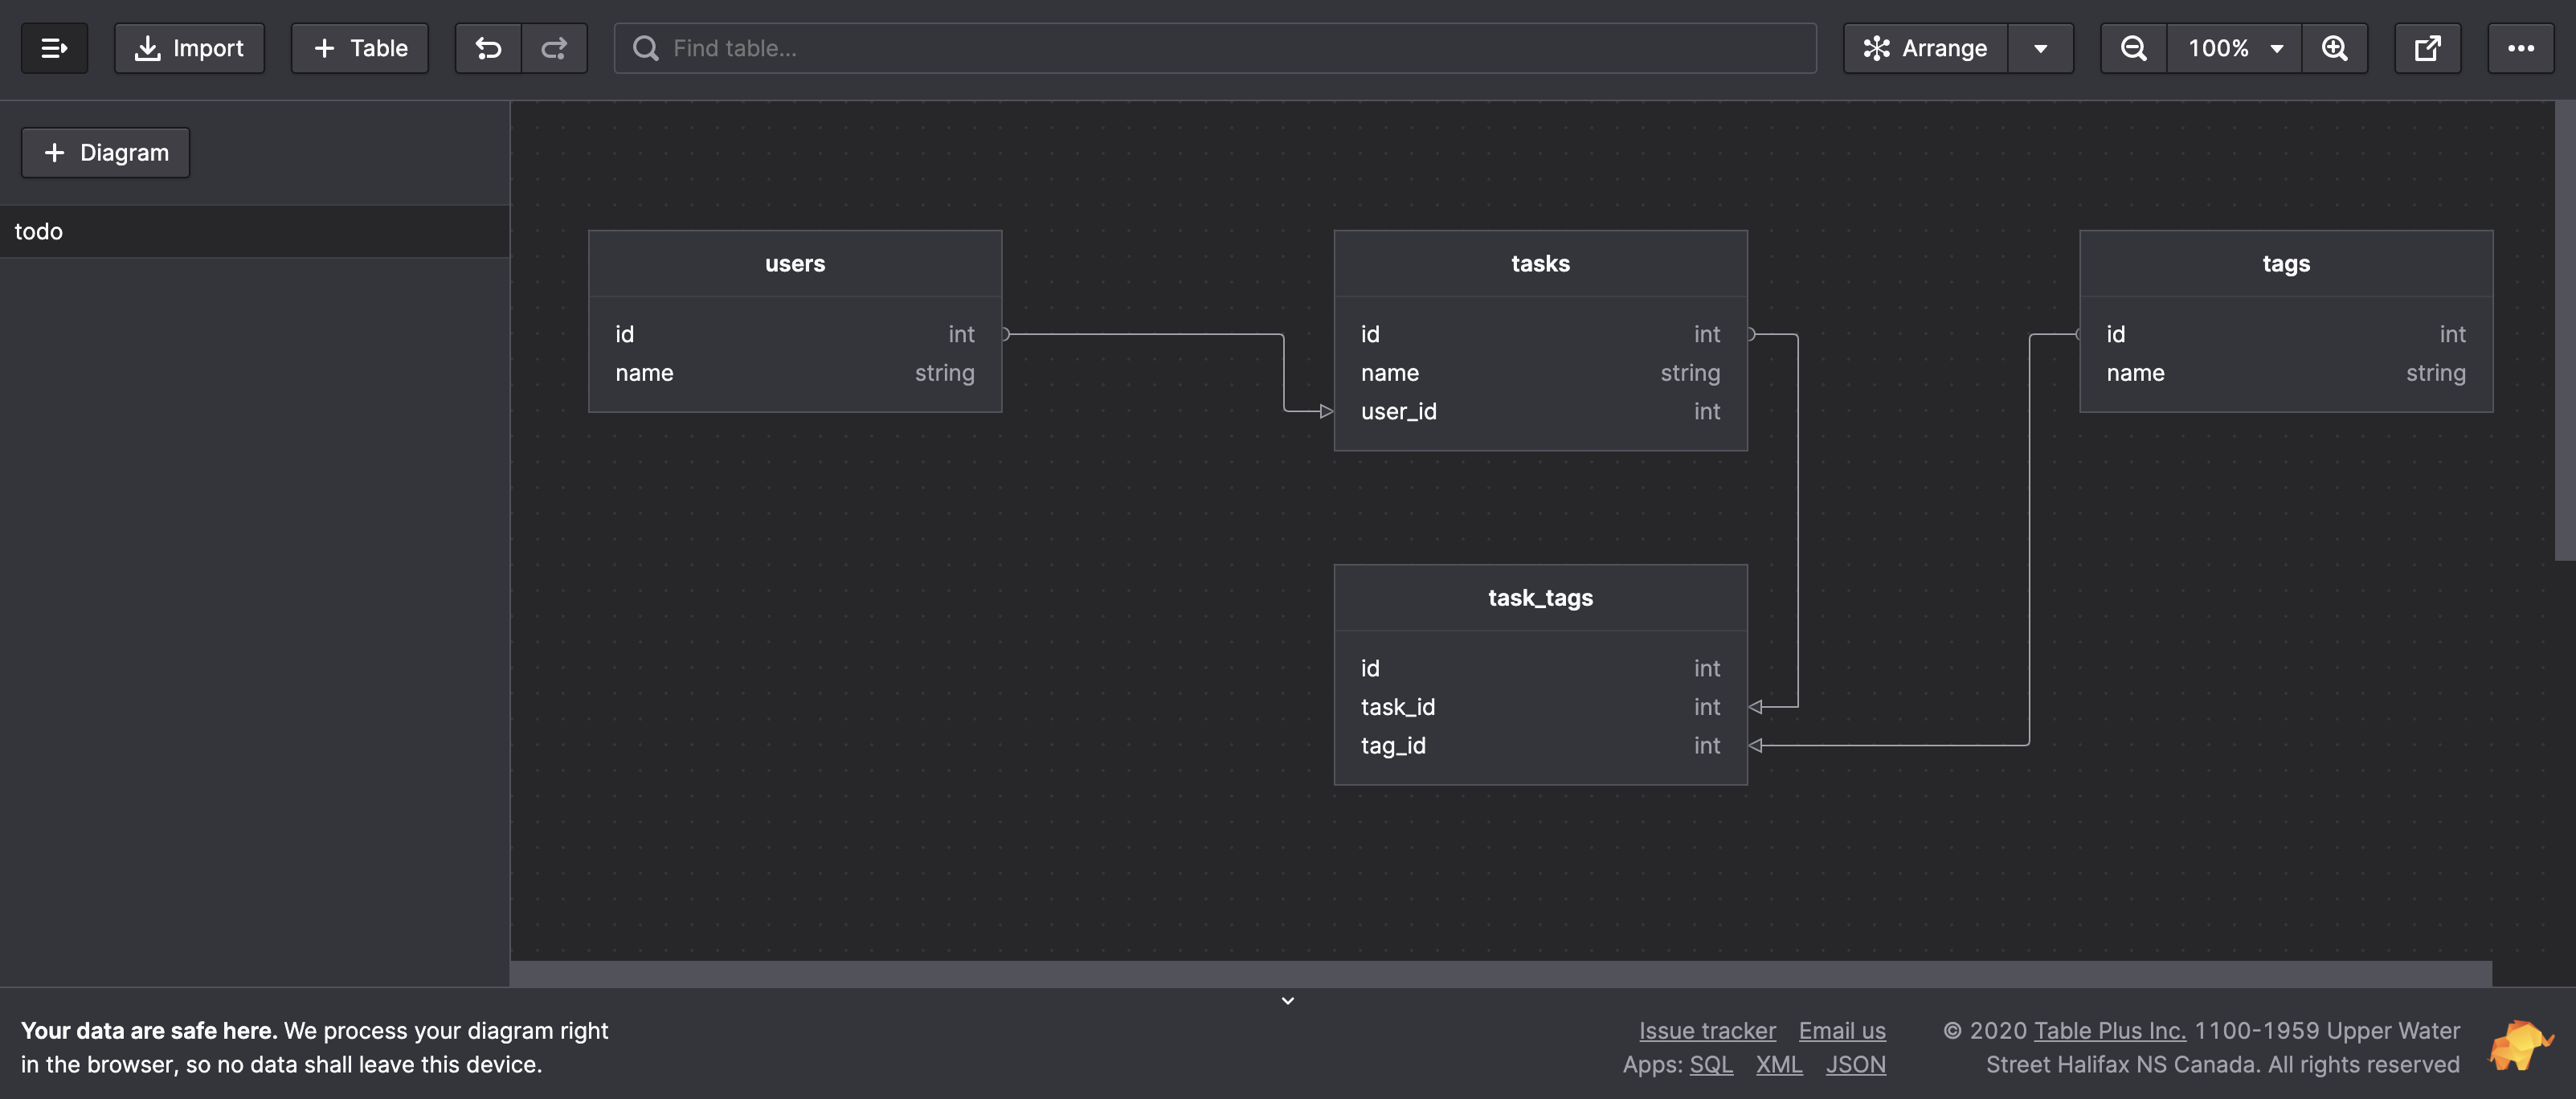 Import
Table
Find table...
Arrange
100%
Diagram
todo
users
id int
name string
tasks
id int
name string
user_id int
tags
id int
name string
task_tags
id int
task_id int
tag_id int
Your data are safe here. We process your diagram right
in the browser, so no data shall leave this device.
Issue tracker Email us
Apps: SQL XML JSON
© 2020 Table Plus Inc. 1100-1959 Upper Water
Street Halifax NS Canada. All rights reserved